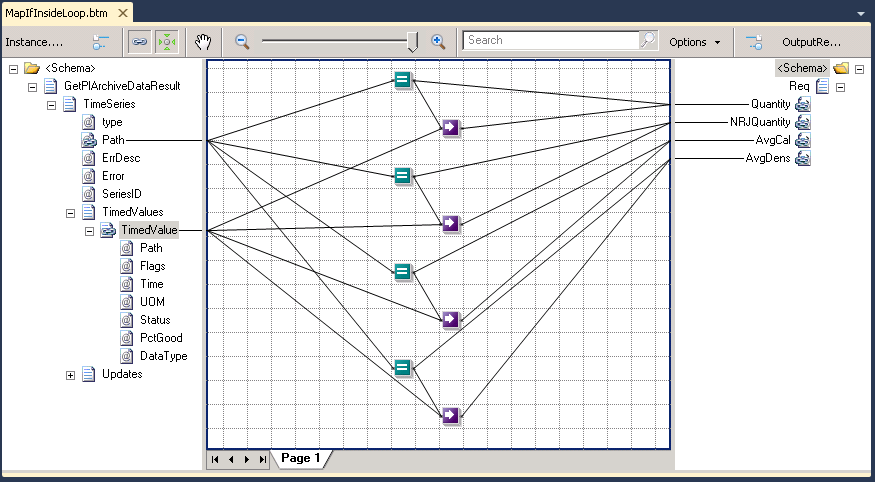 MapIfInsideLoop.btm
Instance.... Search Options OutputRe...
<Schema>
GetPIArchiveDataResult
TimeSeries
type
Path
ErrDesc
Error
SeriesID
TimedValues
TimedValue
Path
Flags
Time
UOM
Status
PctGood
DataType
Updates
<Schema>
Req
Quantity
NRJQuantity
AvgCal
AvgDens
Page 1